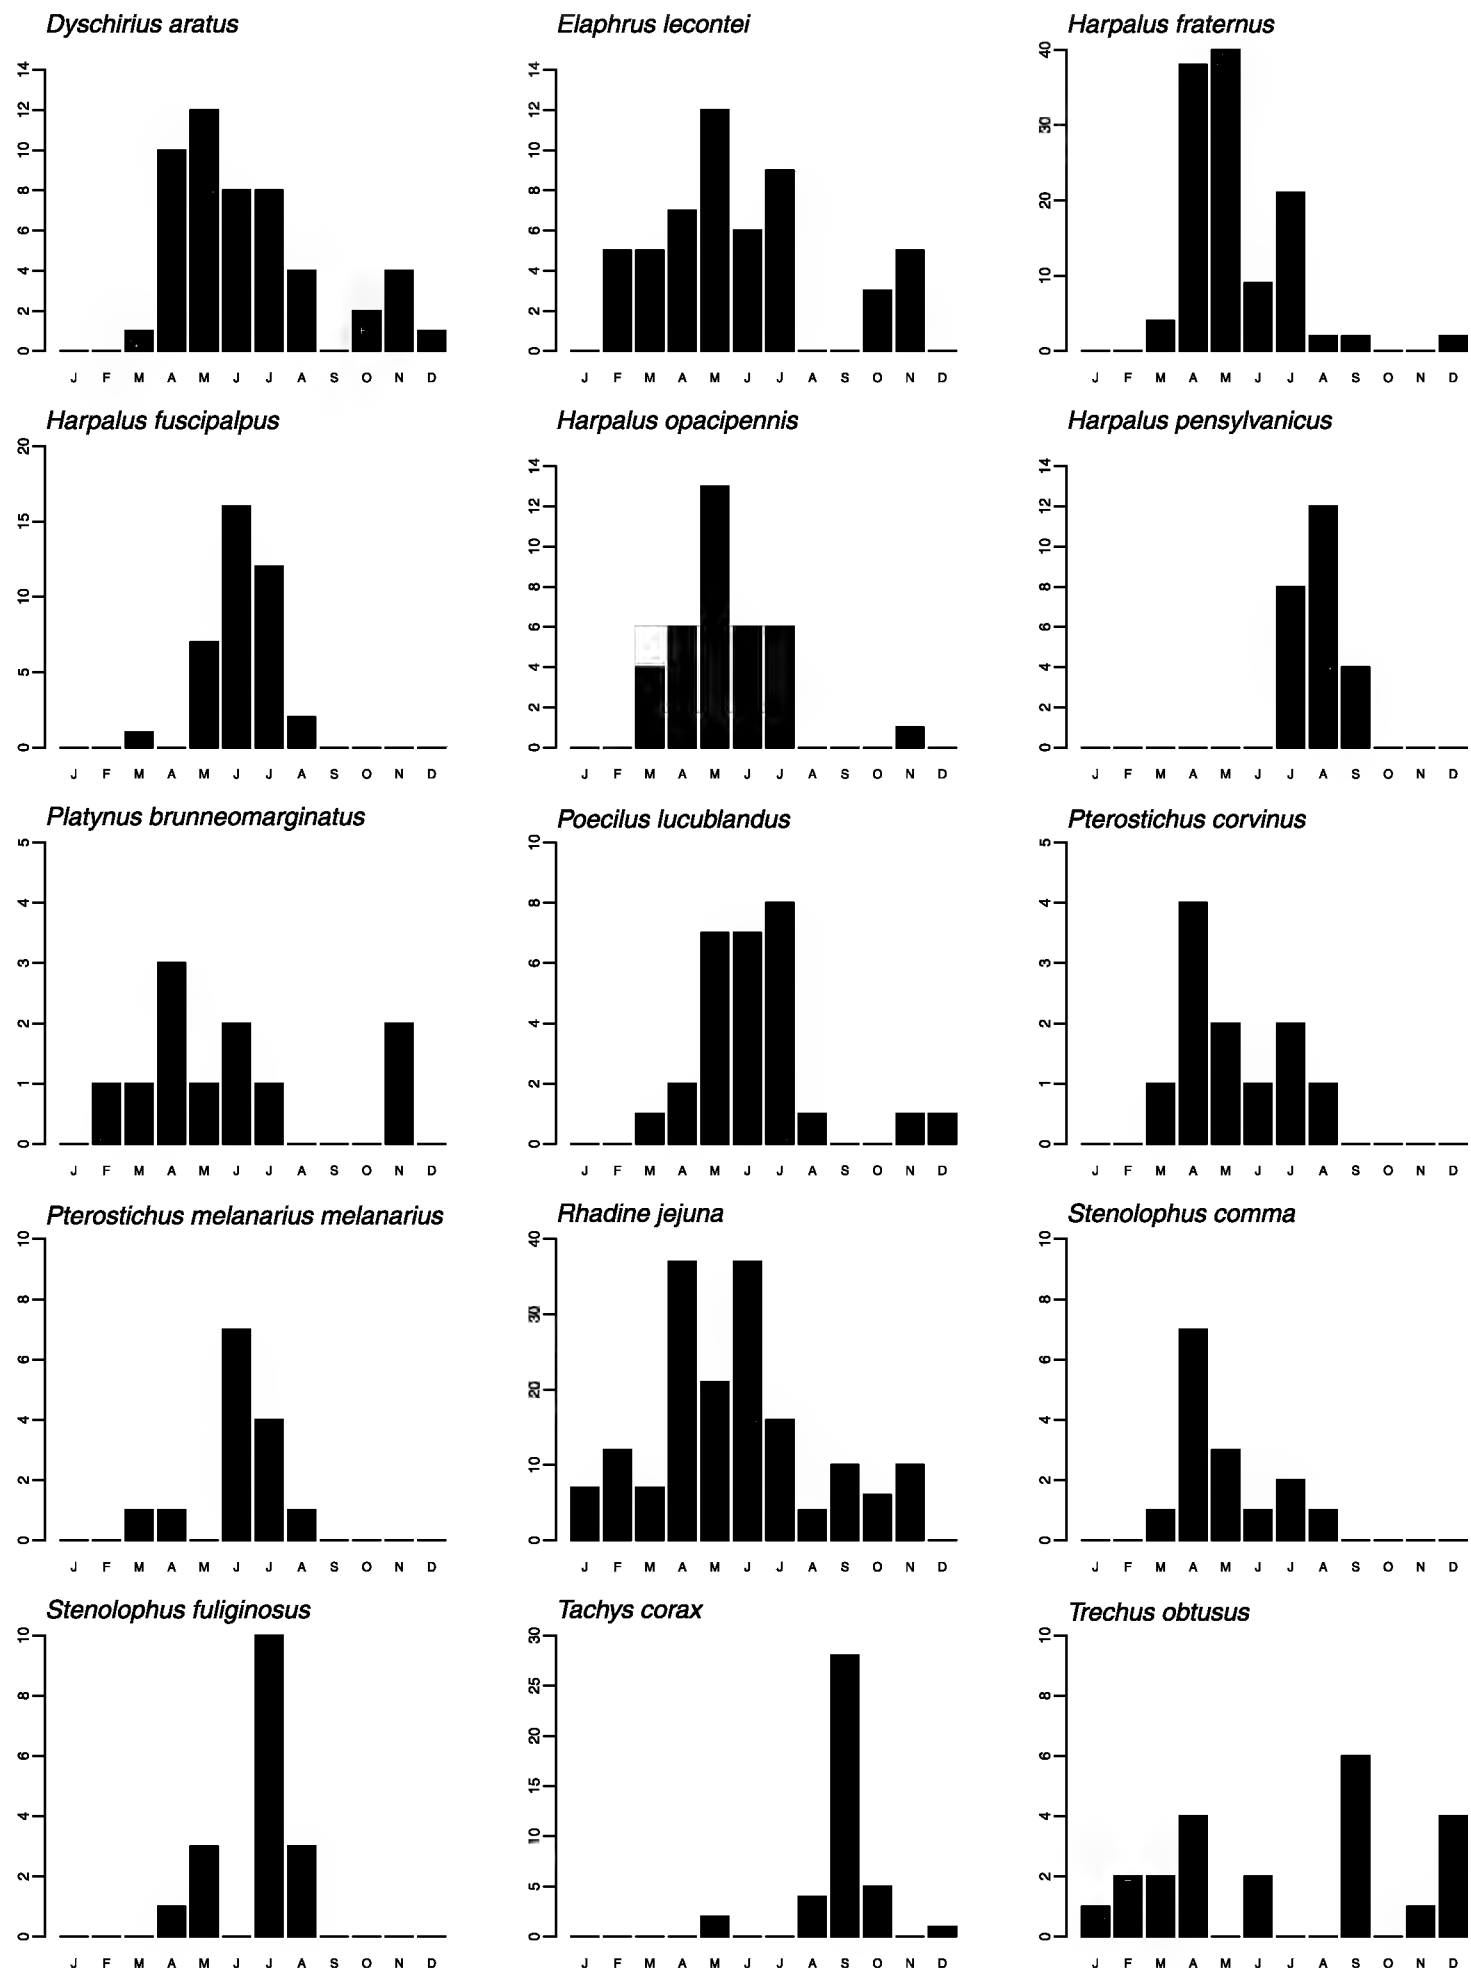 Dyschirius aratus
0 2 4 6 8 10 12 14
J F M A M J J A S O N D
Elaphrus lecontei
0 2 4 6 8 10 12 14
J F M A M J J A S O N D
Harpalus fraternus
0 10 20 30 40
J F M A M J J A S O N D
Harpalus fuscipalpus
0 5 10 15 20
J F M A M J J A S O N D
Harpalus opacipennis
0 2 4 6 8 10 12 14
J F M A M J J A S O N D
Harpalus pensylvanicus
0 2 4 6 8 10 12 14
J F M A M J J A S O N D
Platynus brunneomarginatus
0 1 2 3 4 5
J F M A M J J A S O N D
Poecilus lucublandus
0 2 4 6 8 10
J F M A M J J A S O N D
Pterostichus corvinus
0 1 2 3 4 5
J F M A M J J A S O N D
Pterostichus melanarius melanarius
0 2 4 6 8 10
J F M A M J J A S O N D
Rhadine jejuna
0 10 20 30 40
J F M A M J J A S O N D
Stenolophus comma
0 2 4 6 8 10
J F M A M J J A S O N D
Stenolophus fuliginosus
0 2 4 6 8 10
J F M A M J J A S O N D
Tachys corax
0 5 10 15 20 25 30
J F M A M J J A S O N D
Trechus obtusus
0 2 4 6 8 10
J F M A M J J A S O N D